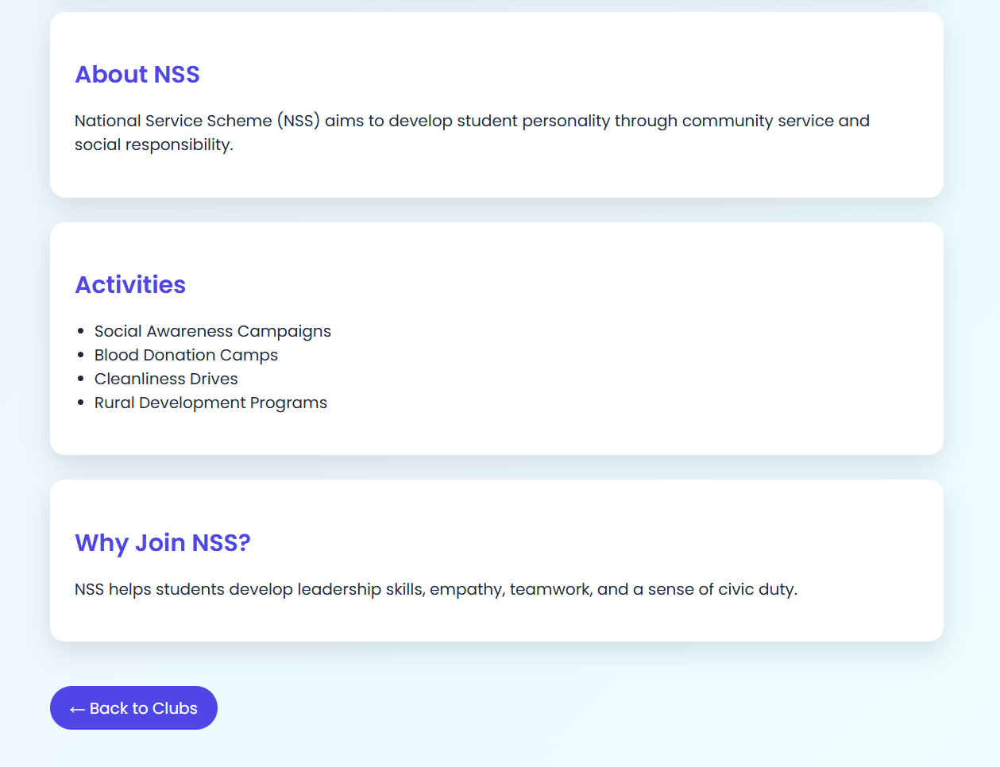 About NSS
National Service Scheme (NSS) aims to develop student personality through community service and
social responsibility.
Activities
• Social Awareness Campaigns
• Blood Donation Camps
• Cleanliness Drives
• Rural Development Programs
Why Join NSS?
NSS helps students develop leadership skills, empathy, teamwork, and a sense of civic duty.
← Back to Clubs